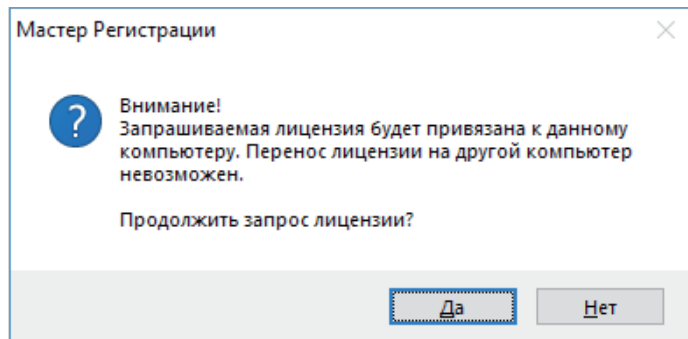 Мастер Регистрации
Внимание!
Запрашиваемая лицензия будет привязана к данному
компьютеру. Перенос лицензии на другой компьютер
невозможен.
Продолжить запрос лицензии?
Да
Нет